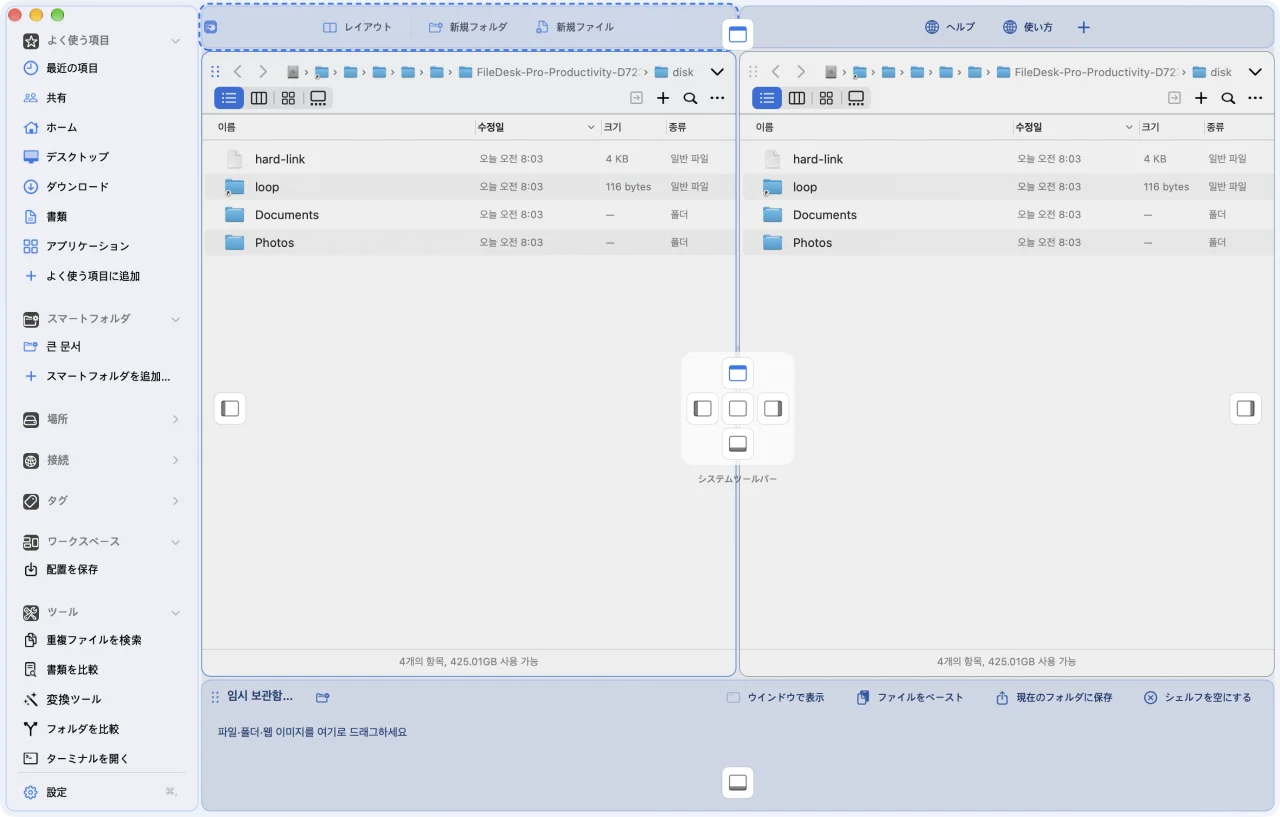 よく使う項目
最近の項目
共有
ホーム
デスクトップ
ダウンロード
書類
アプリケーション
よく使う項目に追加
スマートフォルダ
큰 문서
スマートフォルダを追加...
場所
接続
タグ
ワークスペース
配置を保存
ツール
重複ファイルを検索
書類を比較
変換ツール
フォルダを比較
ターミナルを開く
設定 ⌘,
レイアウト 新規フォルダ 新規ファイル ヘルプ 使い方
FileDesk-Pro-Productivity-D72 disk
이름 수정일 크기 종류
hard-link 오늘 오전 8:03 4 KB 일반 파일
loop 오늘 오전 8:03 116 bytes 일반 파일
Documents 오늘 오전 8:03 — 폴더
Photos 오늘 오전 8:03 — 폴더
4개의 항목, 425.01GB 사용 가능
FileDesk-Pro-Productivity-D72 disk
이름 수정일 크기 종류
hard-link 오늘 오전 8:03 4 KB 일반 파일
loop 오늘 오전 8:03 116 bytes 일반 파일
Documents 오늘 오전 8:03 — 폴더
Photos 오늘 오전 8:03 — 폴더
4개의 항목, 425.01GB 사용 가능
システムツールバー
임시 보관함... ウインドウで表示 ファイルをペースト 現在のフォルダに保存 シェルフを空にする
파일·폴더·웹 이미지를 여기로 드래그하세요